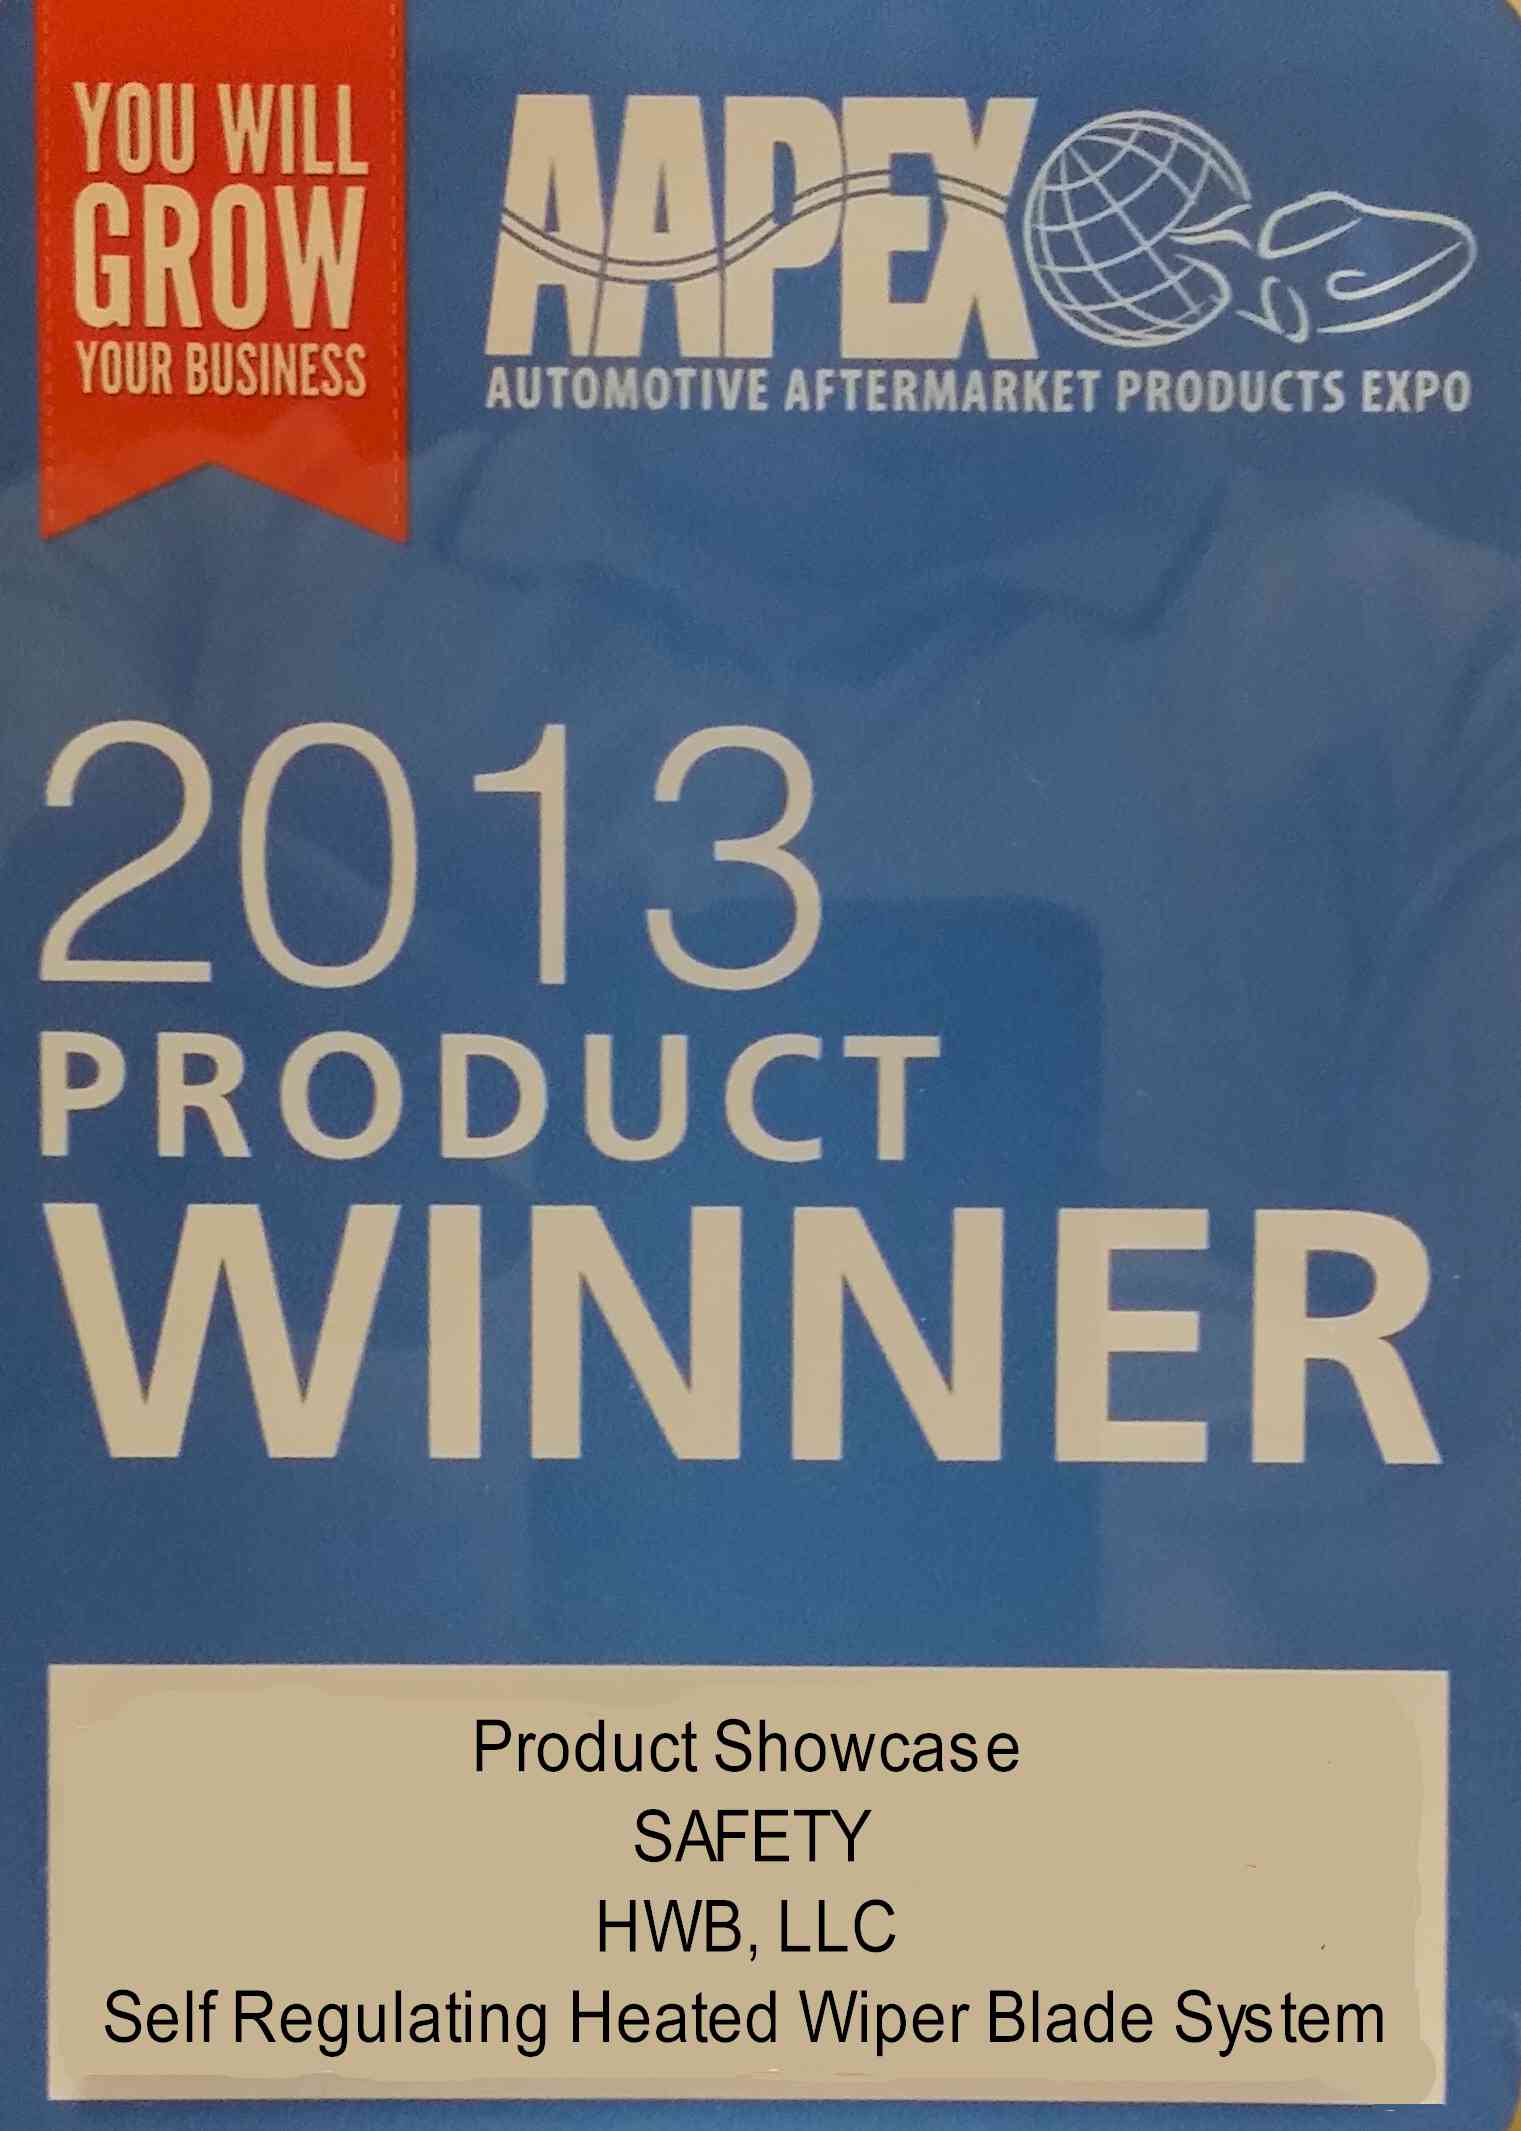 YOU WILL
GROW
YOUR BUSINESS
AAPEX
AUTOMOTIVE AFTERMARKET PRODUCTS EXPO
2013
PRODUCT
WINNER
Product Showcase
SAFETY
HWB, LLC
Self Regulating Heated Wiper Blade System